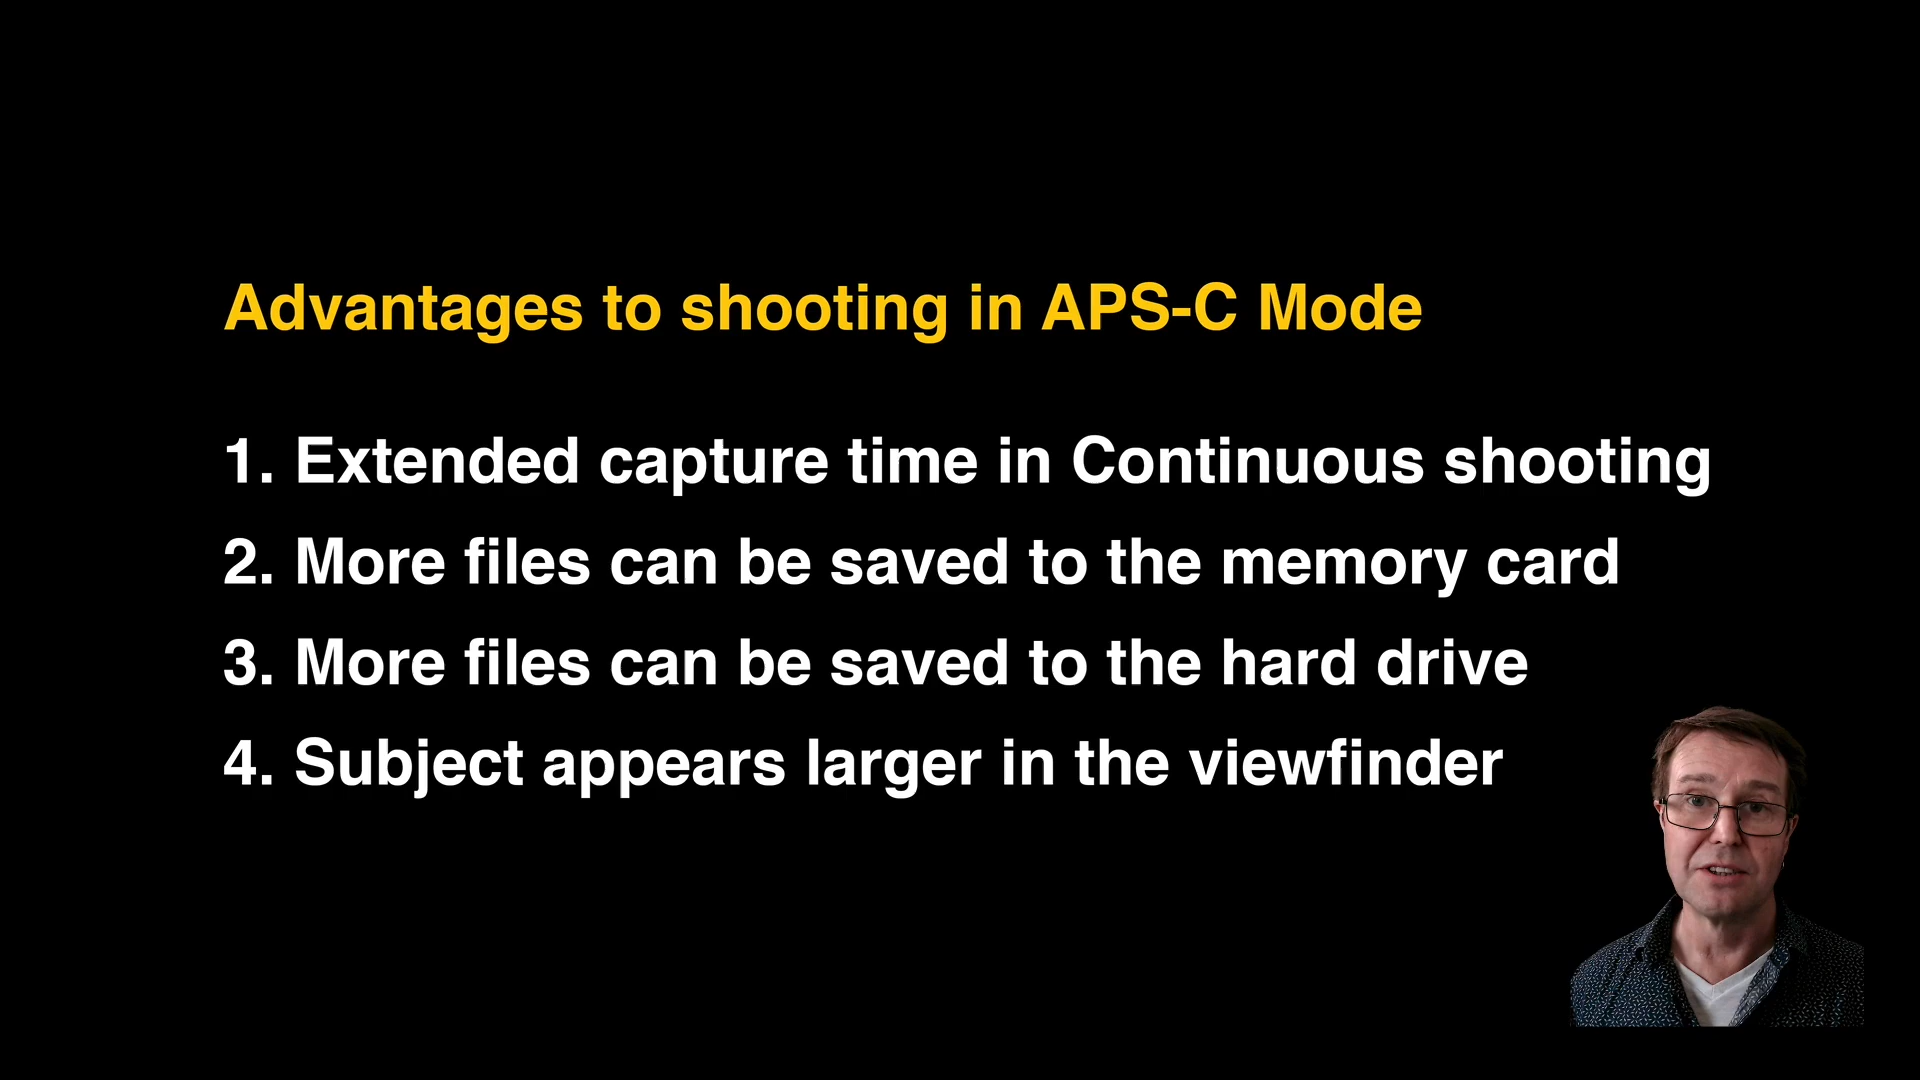 Advantages to shooting in APS-C Mode
1. Extended capture time in Continuous shooting
2. More files can be saved to the memory card
3. More files can be saved to the hard drive
4. Subject appears larger in the viewfinder